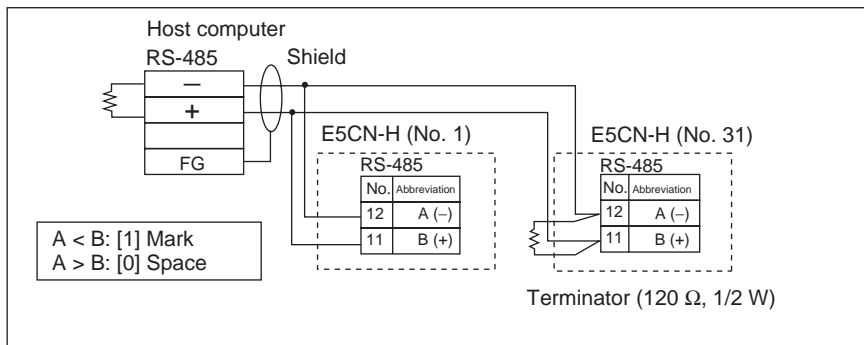 Host computer
RS-485
Shield
−
+
FG
E5CN-H (No. 1)
RS-485
No. Abbreviation
12 A (−)
11 B (+)
E5CN-H (No. 31)
RS-485
No. Abbreviation
12 A (−)
11 B (+)
A < B: [1] Mark
A > B: [0] Space
Terminator (120 Ω, 1/2 W)